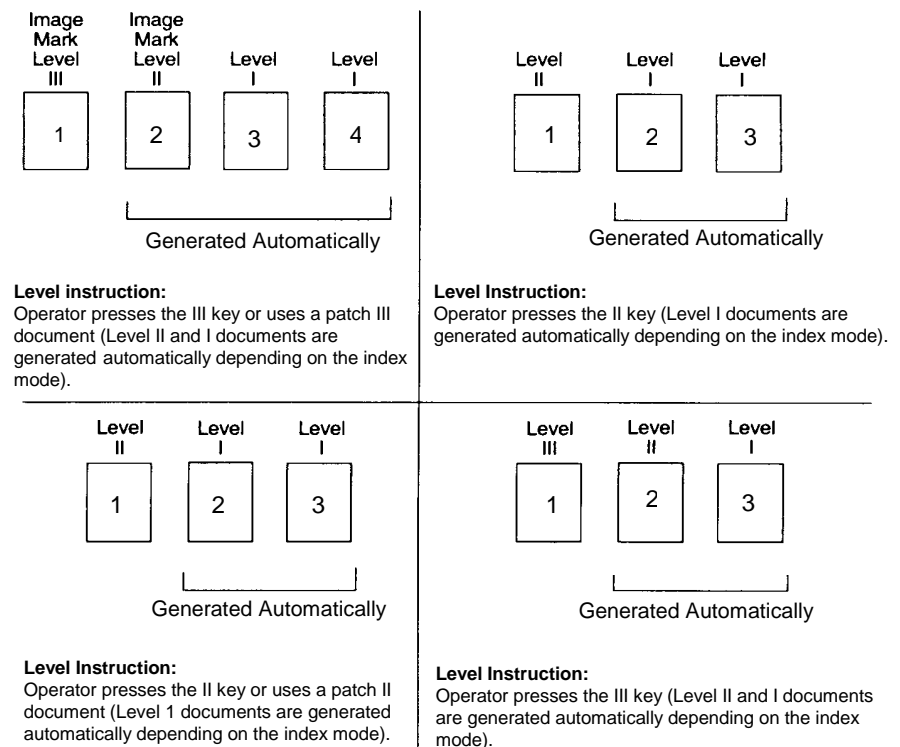 Image Mark Level III
Image Mark Level II
Level I
Level I
1 2 3 4
Generated Automatically
Level instruction:
Operator presses the III key or uses a patch III
document (Level II and I documents are
generated automatically depending on the index
mode).
Level II
Level I
Level I
1 2 3
Generated Automatically
Level Instruction:
Operator presses the II key (Level I documents are
generated automatically depending on the index mode).
Level II
Level I
Level I
1 2 3
Generated Automatically
Level Instruction:
Operator presses the II key or uses a patch II
document (Level 1 documents are generated
automatically depending on the index mode).
Level III
Level II
Level I
1 2 3
Generated Automatically
Level Instruction:
Operator presses the III key (Level II and I documents
are generated automatically depending on the index
mode).